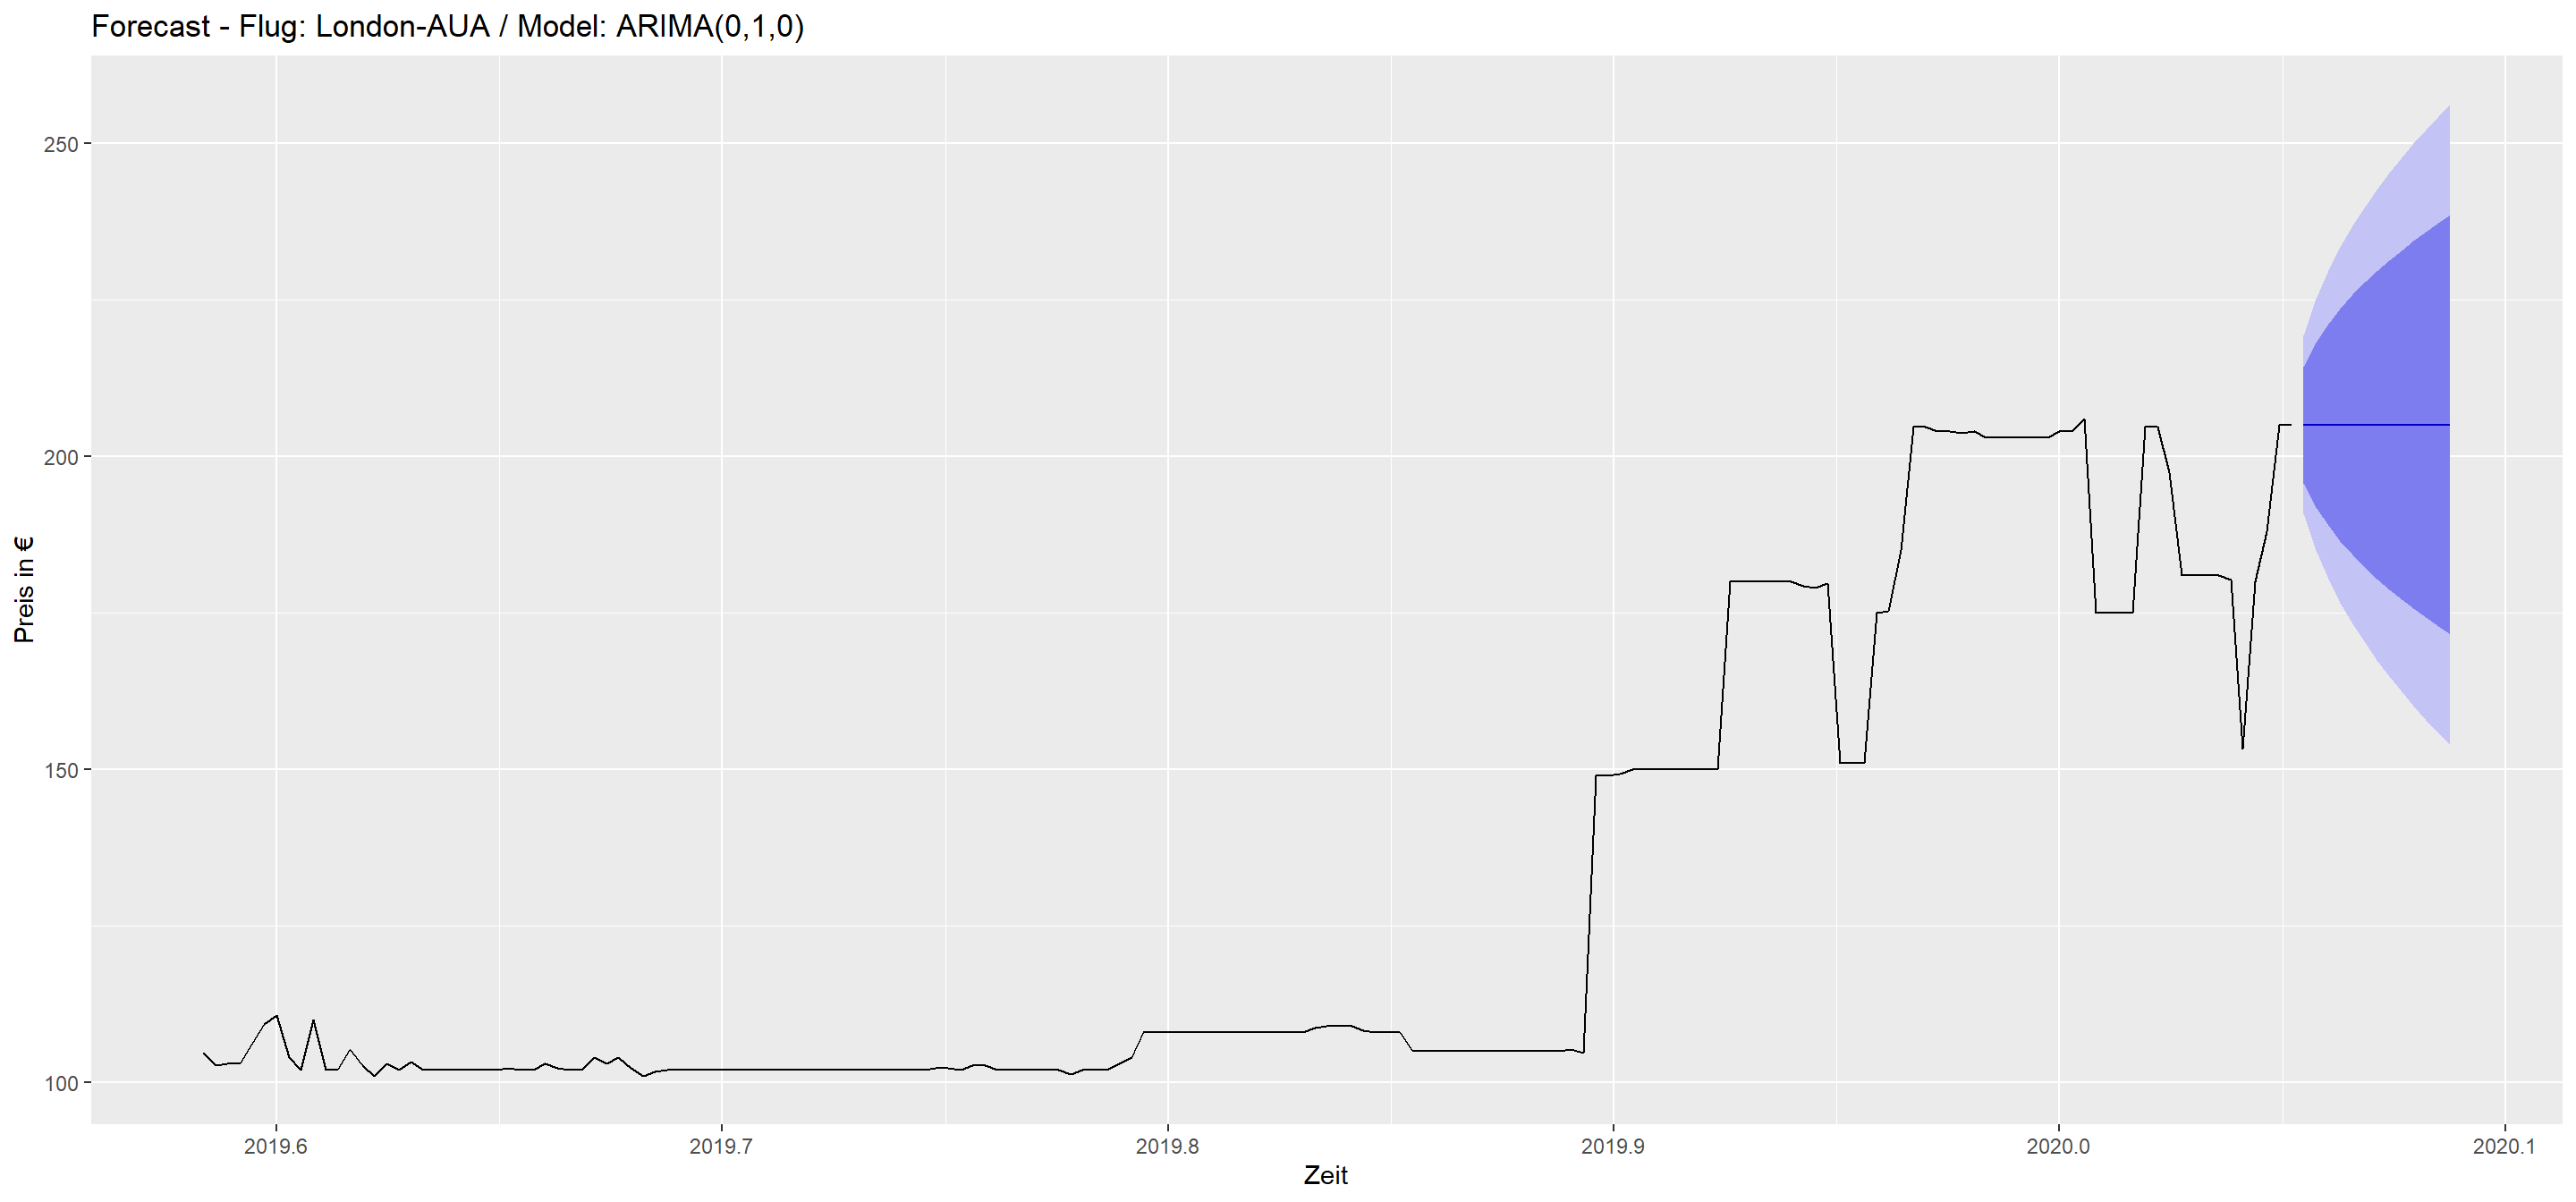 Forecast - Flug: London-AUA / Model: ARIMA(0,1,0)
250
200
150
100
Preis in €
2019.6 2019.7 2019.8 2019.9 2020.0 2020.1
Zeit